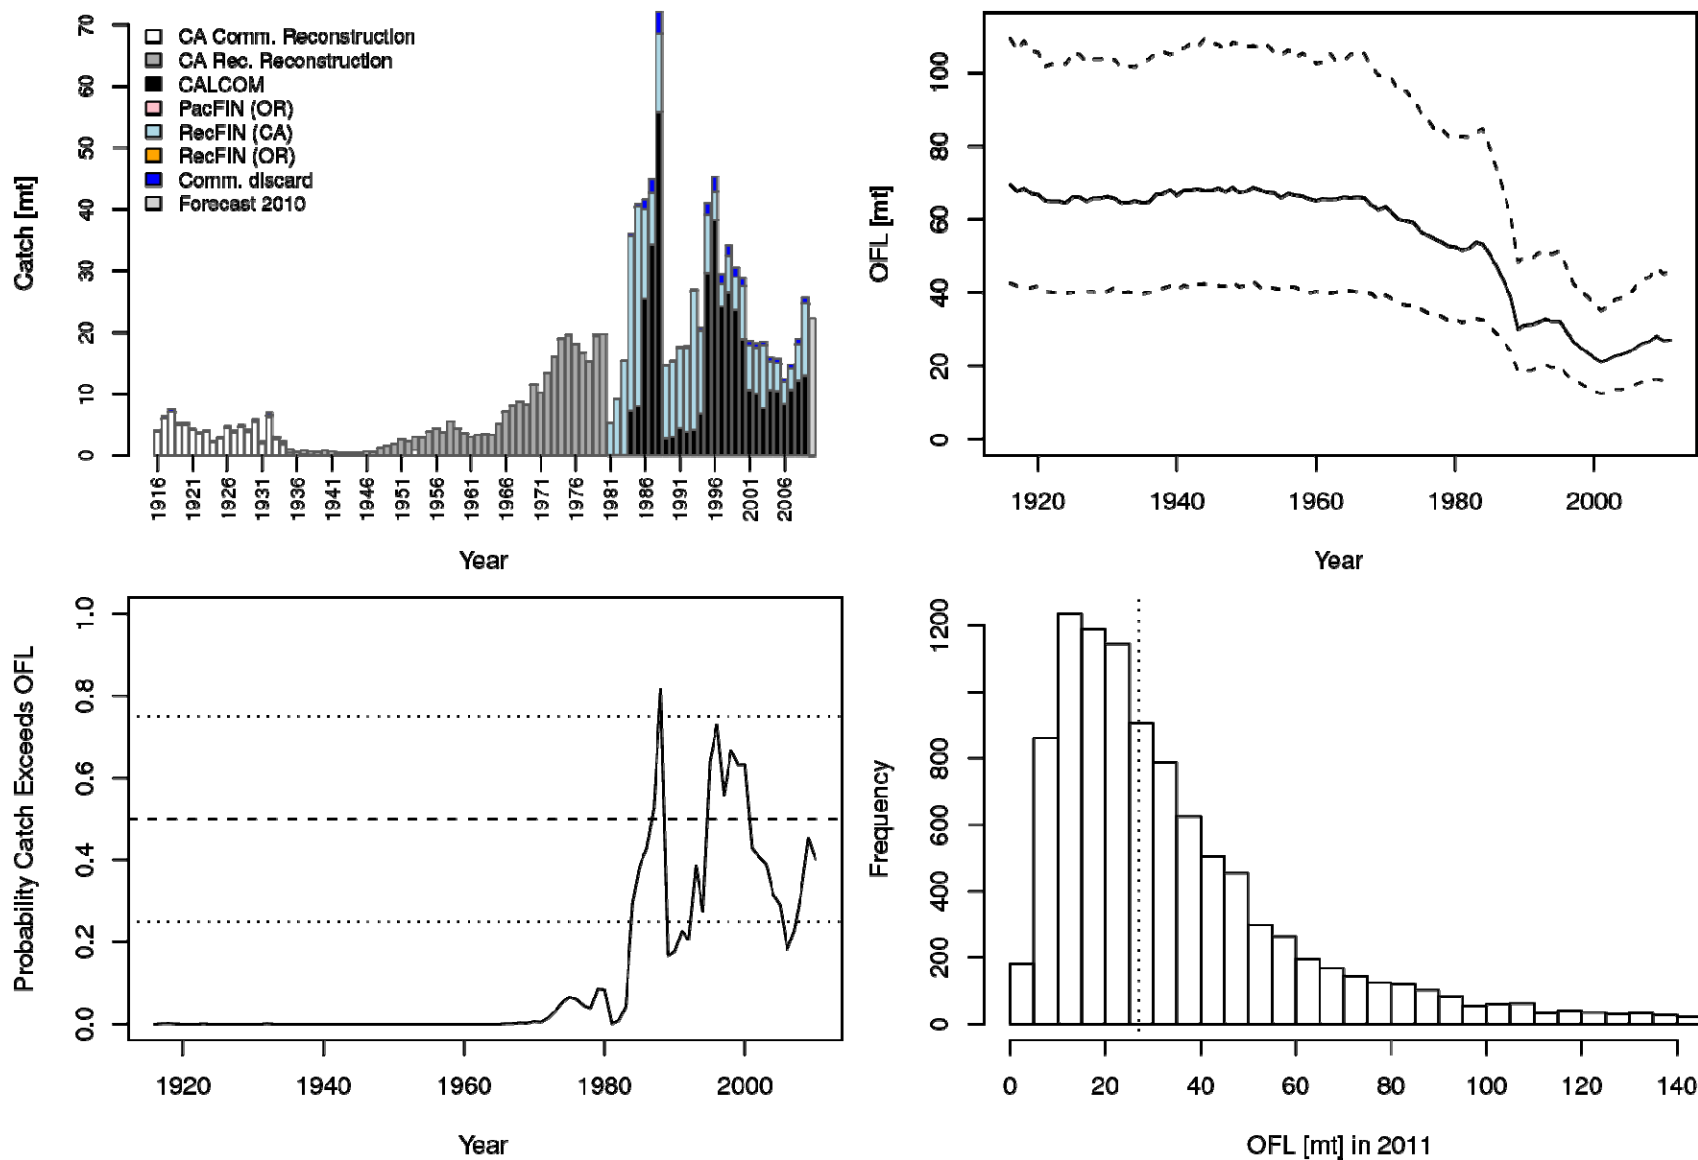 70
60
50
40
30
20
10
0
Catch [mt]
CA Comm. Reconstruction
CA Rec. Reconstruction
CALCOM
PacFIN (OR)
RecFIN (CA)
RecFIN (OR)
Comm. discard
Forecast 2010
1916 1921 1926 1931 1936 1941 1946 1951 1956 1961 1966 1971 1976 1981 1986 1991 1996 2001 2006
Year
100
80
60
40
20
0
OFL [mt]
1920 1940 1960 1980 2000
Year
1.0
0.8
0.6
0.4
0.2
0.0
Probability Catch Exceeds OFL
1920 1940 1960 1980 2000
Year
1200
800
600
400
200
0
Frequency
0 20 40 60 80 100 120 140
OFL [mt] in 2011